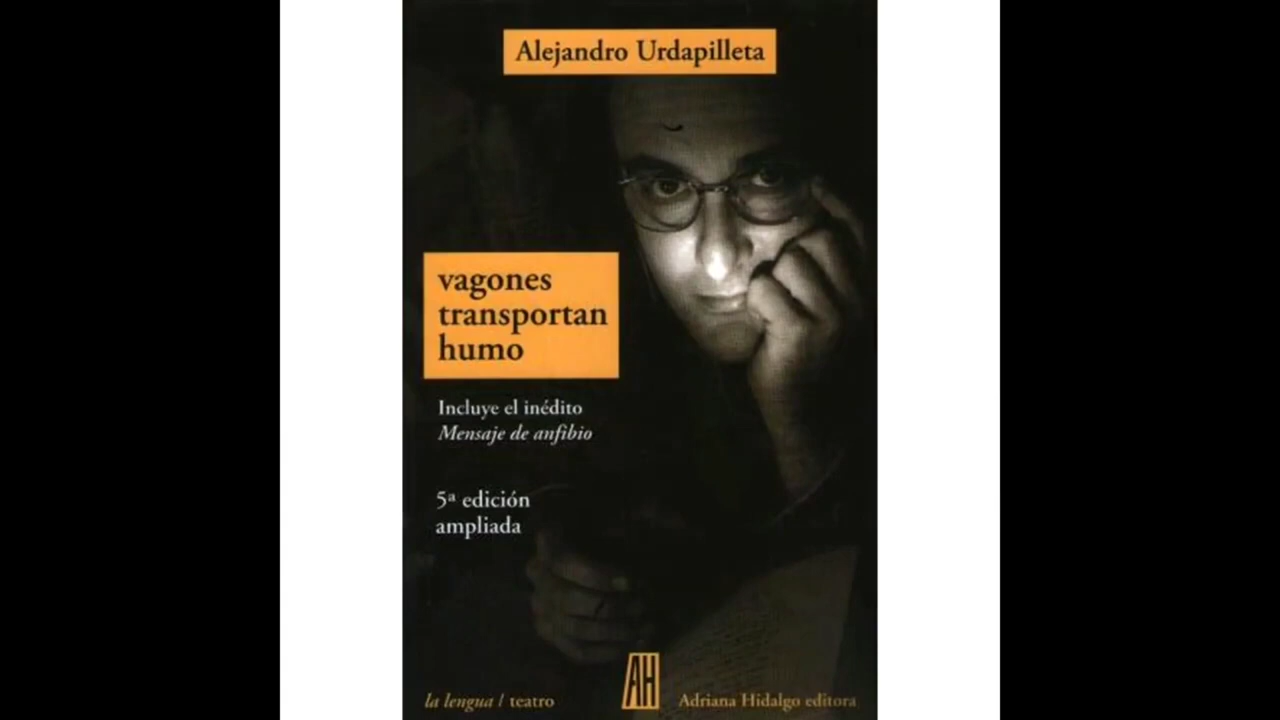 Alejandro Urdapilleta
vagones
transportan
humo
Incluye el inédito
Mensaje de anfibio
5ª edición
ampliada
AH
la lengua / teatro
Adriana Hidalgo editora